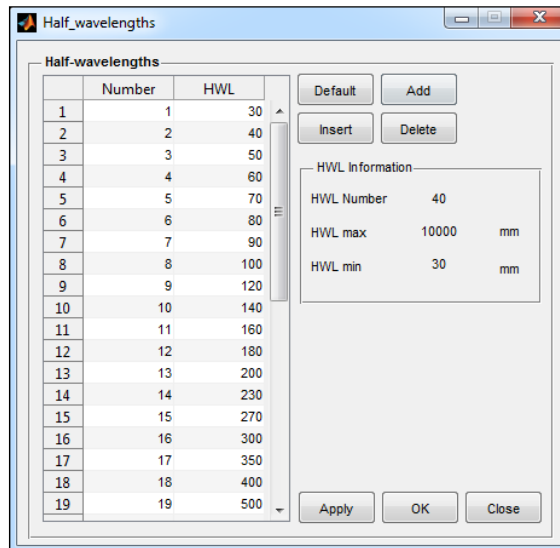 Half_wavelengths
Half-wavelengths
Number HWL
1 1 30
2 2 40
3 3 50
4 4 60
5 5 70
6 6 80
7 7 90
8 8 100
9 9 120
10 10 140
11 11 160
12 12 180
13 13 200
14 14 230
15 15 270
16 16 300
17 17 350
18 18 400
19 19 500
Default Add
Insert Delete
HWL Information
HWL Number 40
HWL max 10000 mm
HWL min 30 mm
Apply OK Close